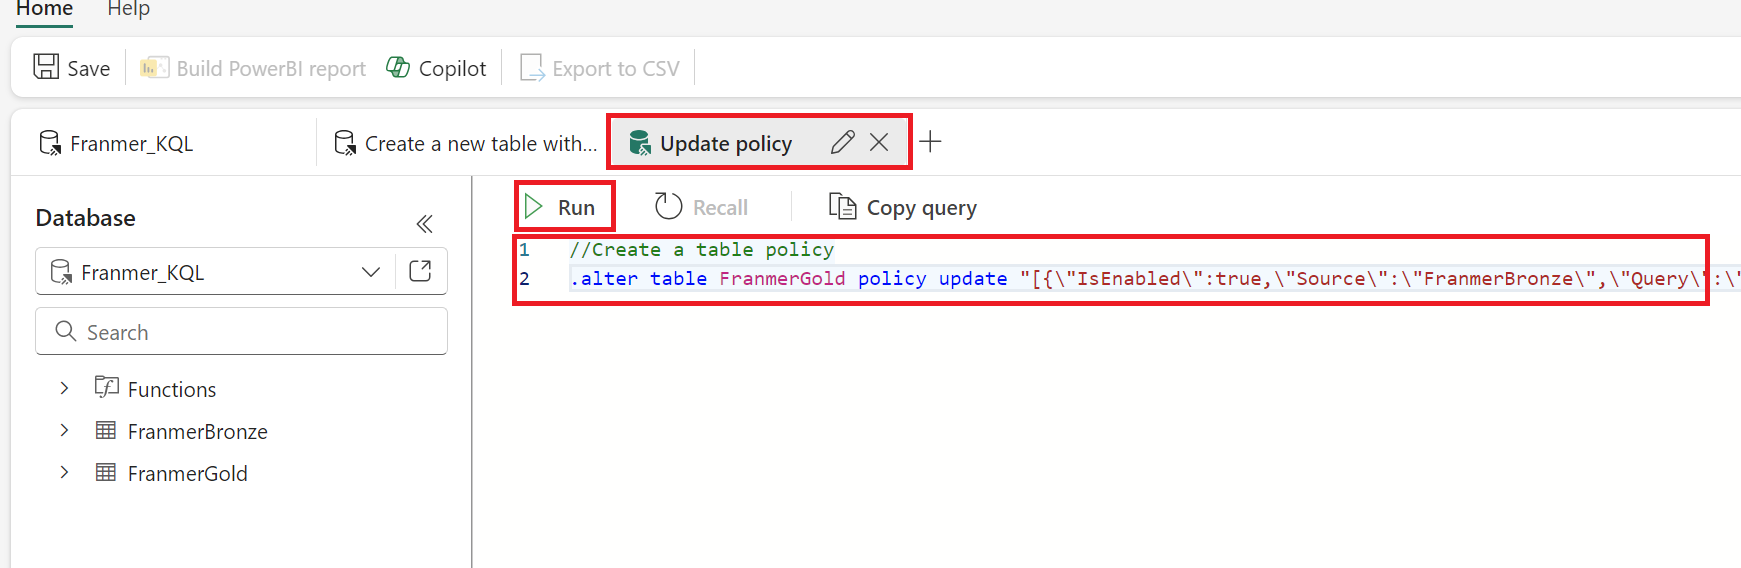 Home Help
Save Build PowerBI report Copilot Export to CSV
Franmer_KQL Create a new table with... Update policy
Database
Run Recall Copy query
Franmer_KQL
Search
Functions
FranmerBronze
FranmerGold
1 //Create a table policy
2 .alter table FranmerGold policy update "[{\"IsEnabled\":true,\"Source\":\"FranmerBronze\",\"Query\":\"